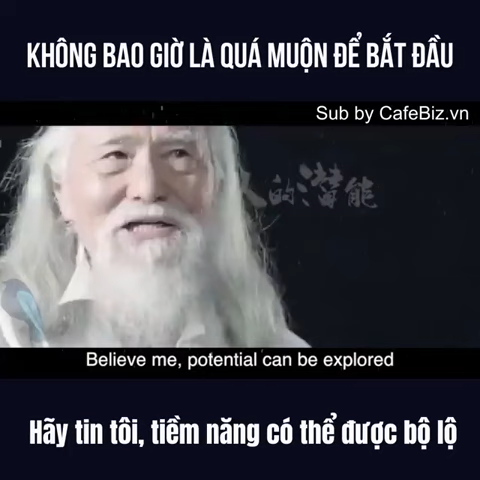 KHÔNG BAO GIỜ LÀ QUÁ MUỘN ĐỂ BẮT ĐẦU
Sub by CafeBiz.vn
人的潜能
Believe me, potential can be explored
Hãy tin tôi, tiềm năng có thể được bộ lộ